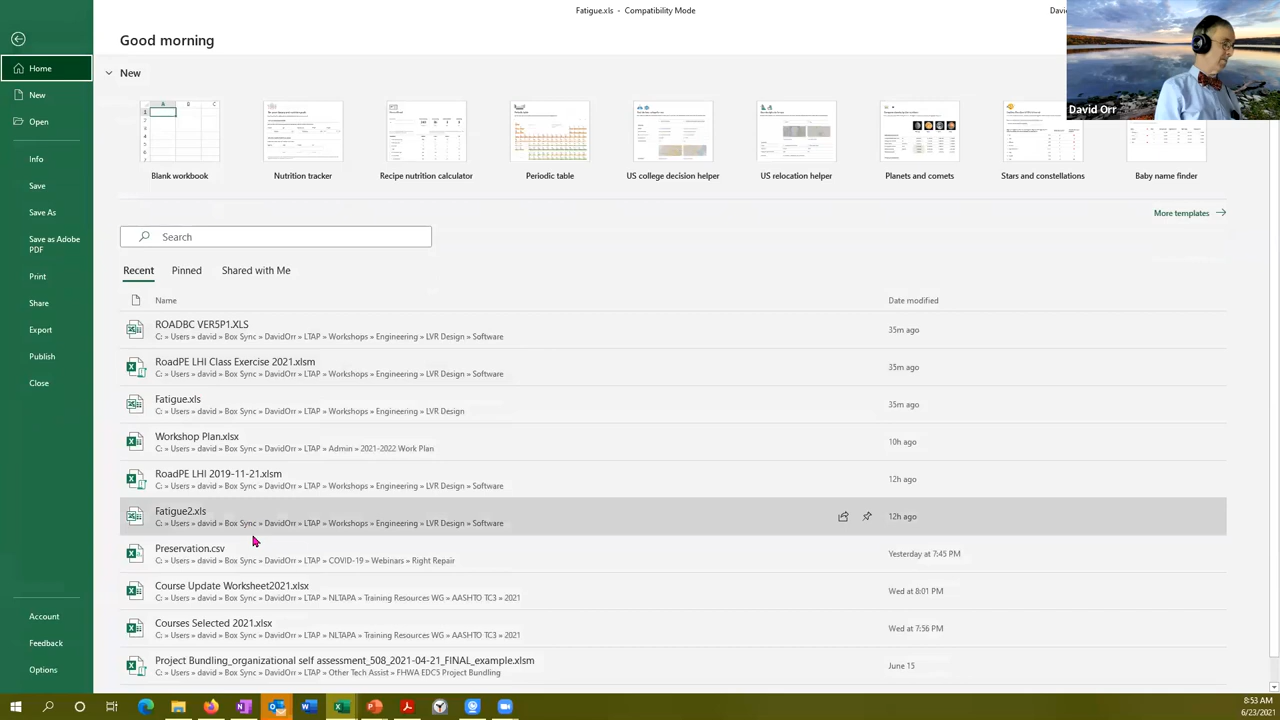 Fatigue.xls - Compatibility Mode
Davi
David Orr
Home
New
Open
Info
Save
Save As
Save as Adobe
PDF
Print
Share
Export
Publish
Close
Account
Feedback
Options
Good morning
New
Blank workbook
Nutrition tracker
Recipe nutrition calculator
Periodic table
US college decision helper
US relocation helper
Planets and comets
Stars and constellations
Baby name finder
More templates
Search
Recent Pinned Shared with Me
Name Date modified
ROADBC VER5P1.XLS 35m ago
C: » Users » david » Box Sync » DavidOrr » LTAP » Workshops » Engineering » LVR Design » Software
RoadPE LHI Class Exercise 2021.xlsm 35m ago
C: » Users » david » Box Sync » DavidOrr » LTAP » Workshops » Engineering » LVR Design » Software
Fatigue.xls 35m ago
C: » Users » david » Box Sync » DavidOrr » LTAP » Workshops » Engineering » LVR Design
Workshop Plan.xlsx 10h ago
C: » Users » david » Box Sync » DavidOrr » LTAP » Admin » 2021-2022 Work Plan
RoadPE LHI 2019-11-21.xlsm 12h ago
C: » Users » david » Box Sync » DavidOrr » LTAP » Workshops » Engineering » LVR Design » Software
Fatigue2.xls 12h ago
C: » Users » david » Box Sync » DavidOrr » LTAP » Workshops » Engineering » LVR Design » Software
Preservation.csv Yesterday at 7:45 PM
C: » Users » david » Box Sync » DavidOrr » LTAP » COVID-19 » Webinars » Right Repair
Course Update Worksheet2021.xlsx Wed at 8:01 PM
C: » Users » david » Box Sync » DavidOrr » LTAP » NLTAPA » Training Resources WG » AASHTO TC3 » 2021
Courses Selected 2021.xlsx Wed at 7:56 PM
C: » Users » david » Box Sync » DavidOrr » LTAP » NLTAPA » Training Resources WG » AASHTO TC3 » 2021
Project Bundling_organizational self assessment_508_2021-04-21_FINAL_example.xlsm June 15
C: » Users » david » Box Sync » DavidOrr » LTAP » Other Tech Assist » FHWA EDC5 Project Bundling
8:53 AM
6/23/2021